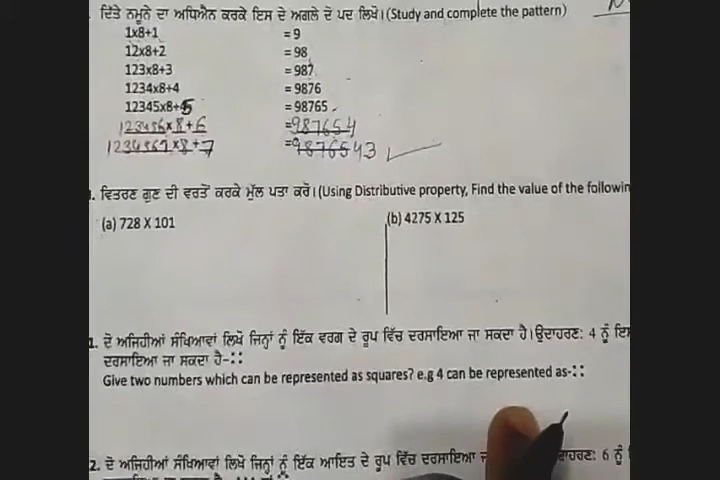 ਦਿੱਤੇ ਨਮੂਨੇ ਦਾ ਅਧਿਐਨ ਕਰਕੇ ਇਸ ਦੇ ਅਗਲੇ ਦੋ ਪਦ ਲਿਖੋ।(Study and complete the pattern)
1x8+1 = 9
12x8+2 = 98
123x8+3 = 987
1234x8+4 = 9876
12345x8+5 = 98765
123456x8+6 =987654
1234567x8+7 =9876543
ਵਿਤਰਣ ਗੁਣ ਦੀ ਵਰਤੋਂ ਕਰਕੇ ਮੁੱਲ ਪਤਾ ਕਰੋ।(Using Distributive property, Find the value of the followin
(a) 728 X 101 (b) 4275 X 125
1. ਦੋ ਅਜਿਹੀਆਂ ਸੰਖਿਆਵਾਂ ਲਿਖੋ ਜਿਨ੍ਹਾਂ ਨੂੰ ਇੱਕ ਵਰਗ ਦੇ ਰੂਪ ਵਿੱਚ ਦਰਸਾਇਆ ਜਾ ਸਕਦਾ ਹੈ।ਉਦਾਹਰਣ: 4 ਨੂੰ
ਦਰਸਾਇਆ ਜਾ ਸਕਦਾ ਹੈ-::
Give two numbers which can be represented as squares? e.g 4 can be represented as-::
2. ਦੋ ਅਜਿਹੀਆਂ ਸੰਖਿਆਵਾਂ ਲਿਖੋ ਜਿਨ੍ਹਾਂ ਨੂੰ ਇੱਕ ਆਇਤ ਦੇ ਰੂਪ ਵਿੱਚ ਦਰਸਾਇਆ 6 ਨੂੰ